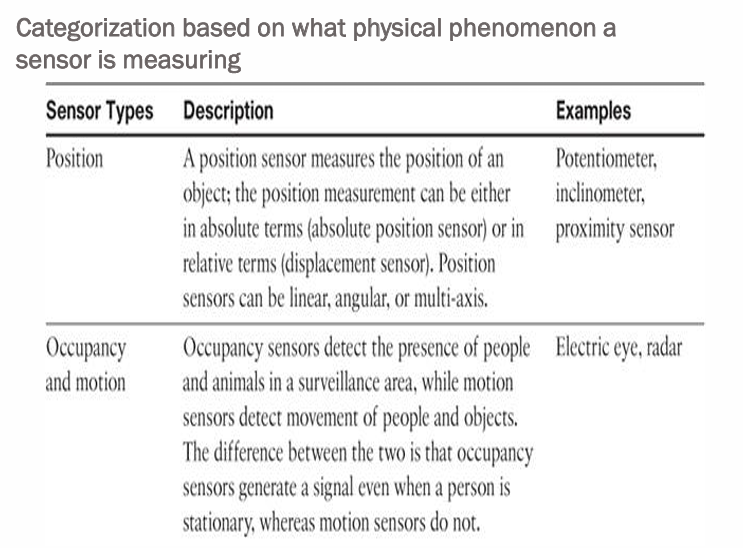 Categorization based on what physical phenomenon a
sensor is measuring
Sensor Types Description Examples
Position A position sensor measures the position of an Potentiometer,
object; the position measurement can be either inclinometer,
in absolute terms (absolute position sensor) or in proximity sensor
relative terms (displacement sensor). Position
sensors can be linear, angular, or multi-axis.
Occupancy Occupancy sensors detect the presence of people Electric eye, radar
and motion and animals in a surveillance area, while motion
sensors detect movement of people and objects.
The difference between the two is that occupancy
sensors generate a signal even when a person is
stationary, whereas motion sensors do not.